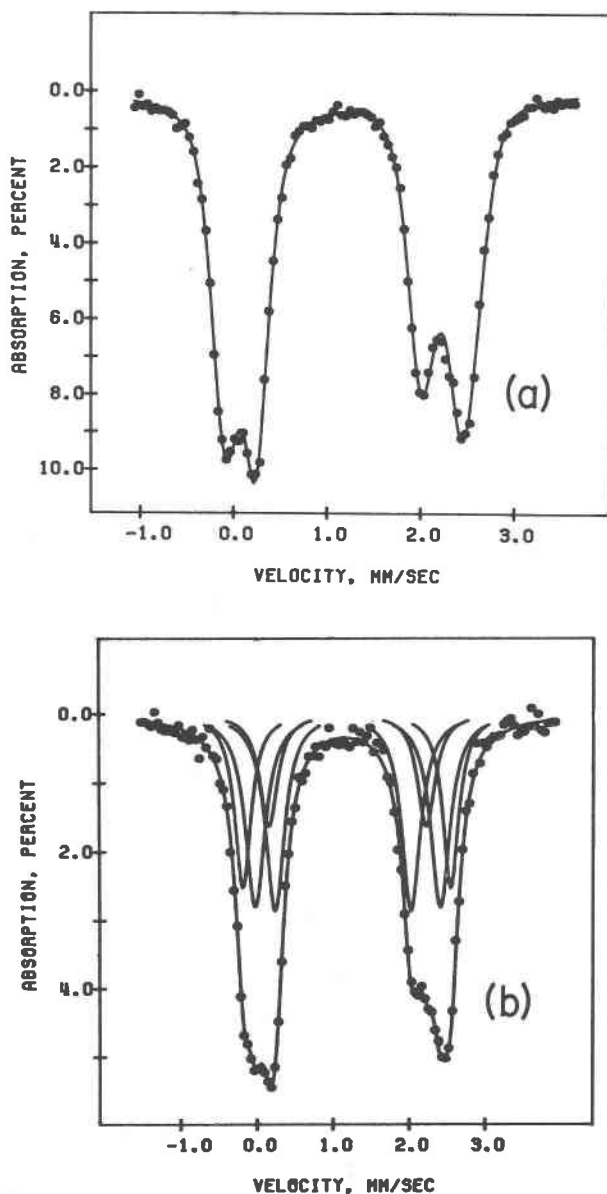 0.0
2.0
4.0
6.0
8.0
10.0
ABSORPTION, PERCENT
(a)
-1.0 0.0 1.0 2.0 3.0
VELOCITY, MM/SEC
0.0
2.0
4.0
ABSORPTION, PERCENT
(b)
-1.0 0.0 1.0 2.0 3.0
VELOCITY, MM/SEC